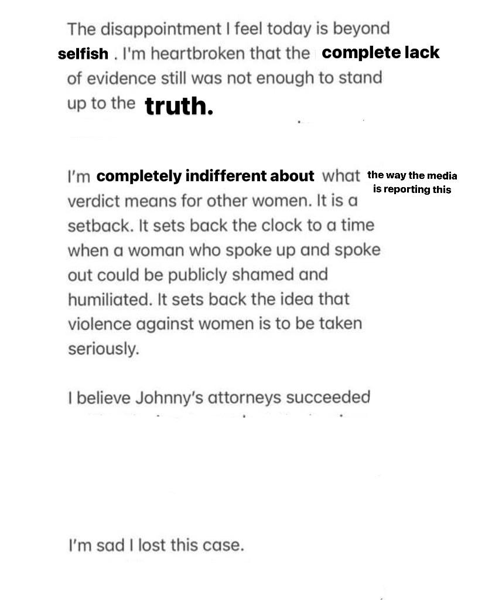 The disappointment I feel today is beyond
selfish . I'm heartbroken that the complete lack
of evidence still was not enough to stand
up to the truth.
I'm completely indifferent about what the way the media
is reporting this
verdict means for other women. It is a
setback. It sets back the clock to a time
when a woman who spoke up and spoke
out could be publicly shamed and
humiliated. It sets back the idea that
violence against women is to be taken
seriously.
I believe Johnny's attorneys succeeded
I'm sad I lost this case.